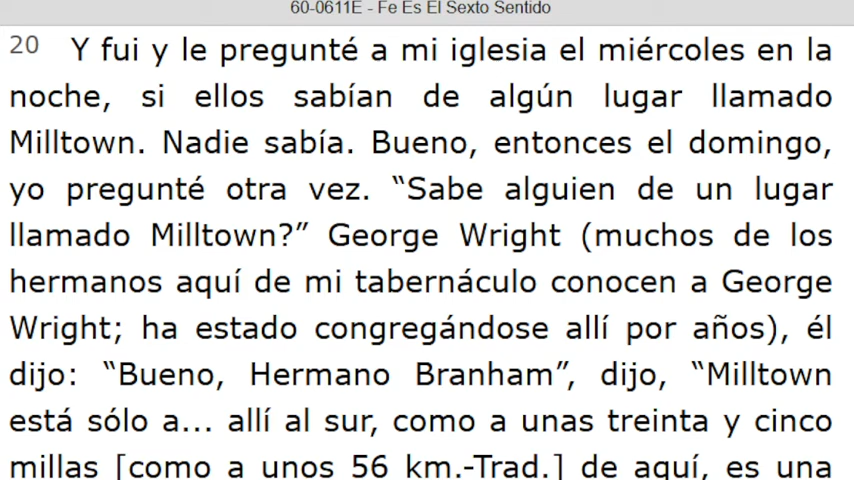 60-0611E - Fe Es El Sexto Sentido
20 Y fui y le pregunté a mi iglesia el miércoles en la
noche, si ellos sabían de algún lugar llamado
Milltown. Nadie sabía. Bueno, entonces el domingo,
yo pregunté otra vez. “Sabe alguien de un lugar
llamado Milltown?” George Wright (muchos de los
hermanos aquí de mi tabernáculo conocen a George
Wright; ha estado congregándose allí por años), él
dijo: “Bueno, Hermano Branham”, dijo, “Milltown
está sólo a... allí al sur, como a unas treinta y cinco
millas [como a unos 56 km.-Trad.] de aquí, es una